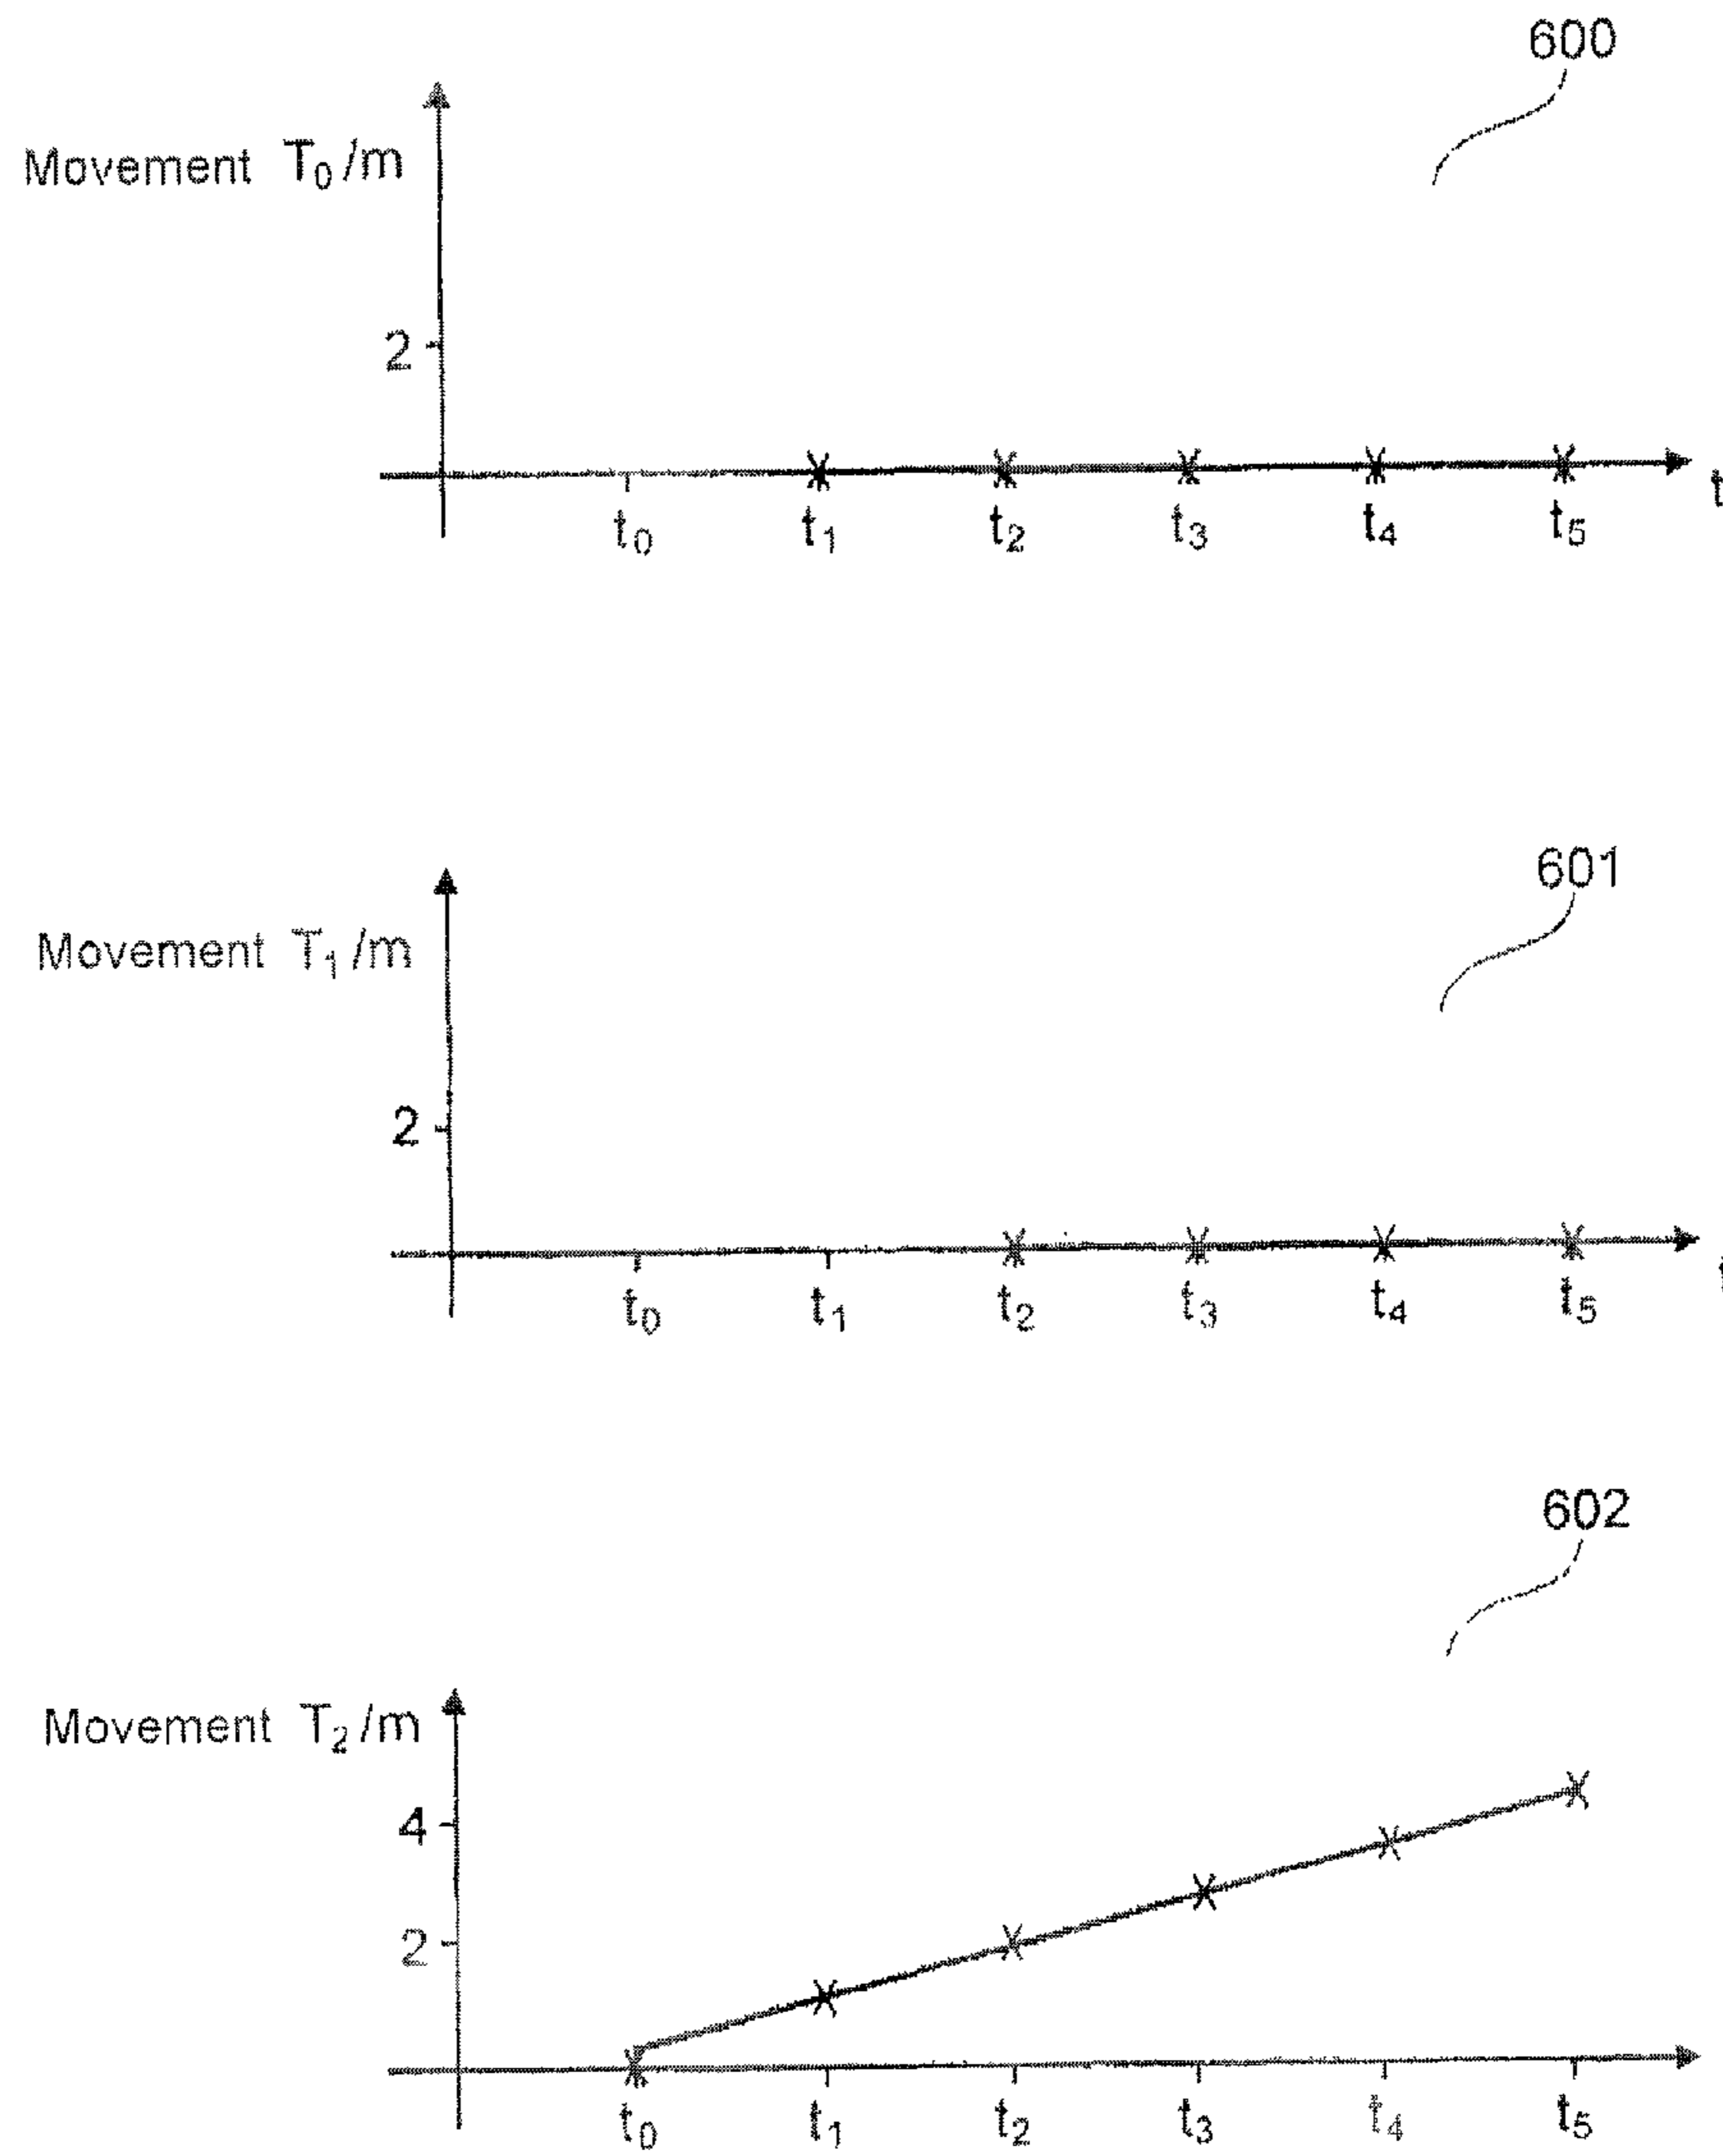 600
Movement T₀/m
2
t₀ t₁ t₂ t₃ t₄ t₅ t
601
Movement T₁/m
2
t₀ t₁ t₂ t₃ t₄ t₅ t
602
Movement T₂/m
4
2
t₀ t₁ t₂ t₃ t₄ t₅